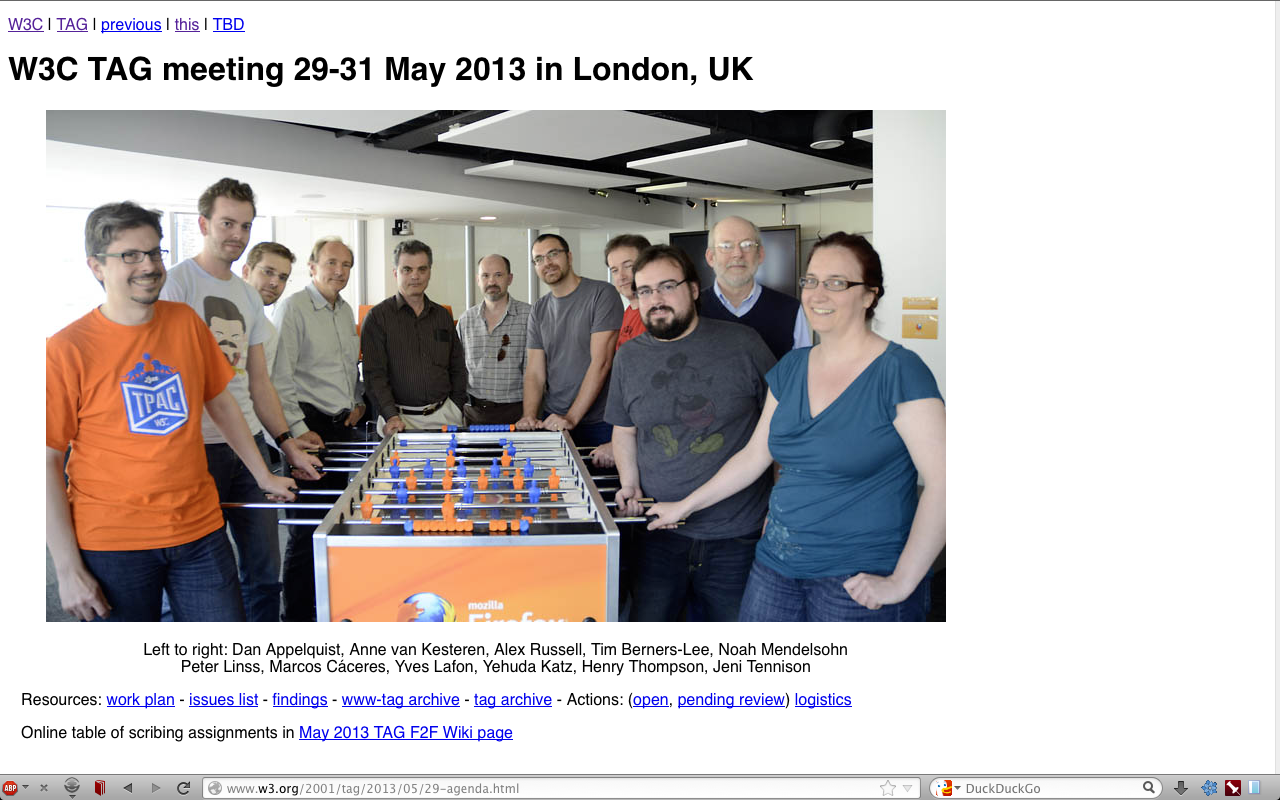 W3C | TAG | previous | this | TBD
W3C TAG meeting 29-31 May 2013 in London, UK
TPAC
W3C
mozilla
Firefox
Left to right: Dan Appelquist, Anne van Kesteren, Alex Russell, Tim Berners-Lee, Noah Mendelsohn
Peter Linss, Marcos Cáceres, Yves Lafon, Yehuda Katz, Henry Thompson, Jeni Tennison
Resources: work plan - issues list - findings - www-tag archive - tag archive - Actions: (open, pending review) logistics
Online table of scribing assignments in May 2013 TAG F2F Wiki page
ABP
www.w3.org/2001/tag/2013/05/29-agenda.html
DuckDuckGo